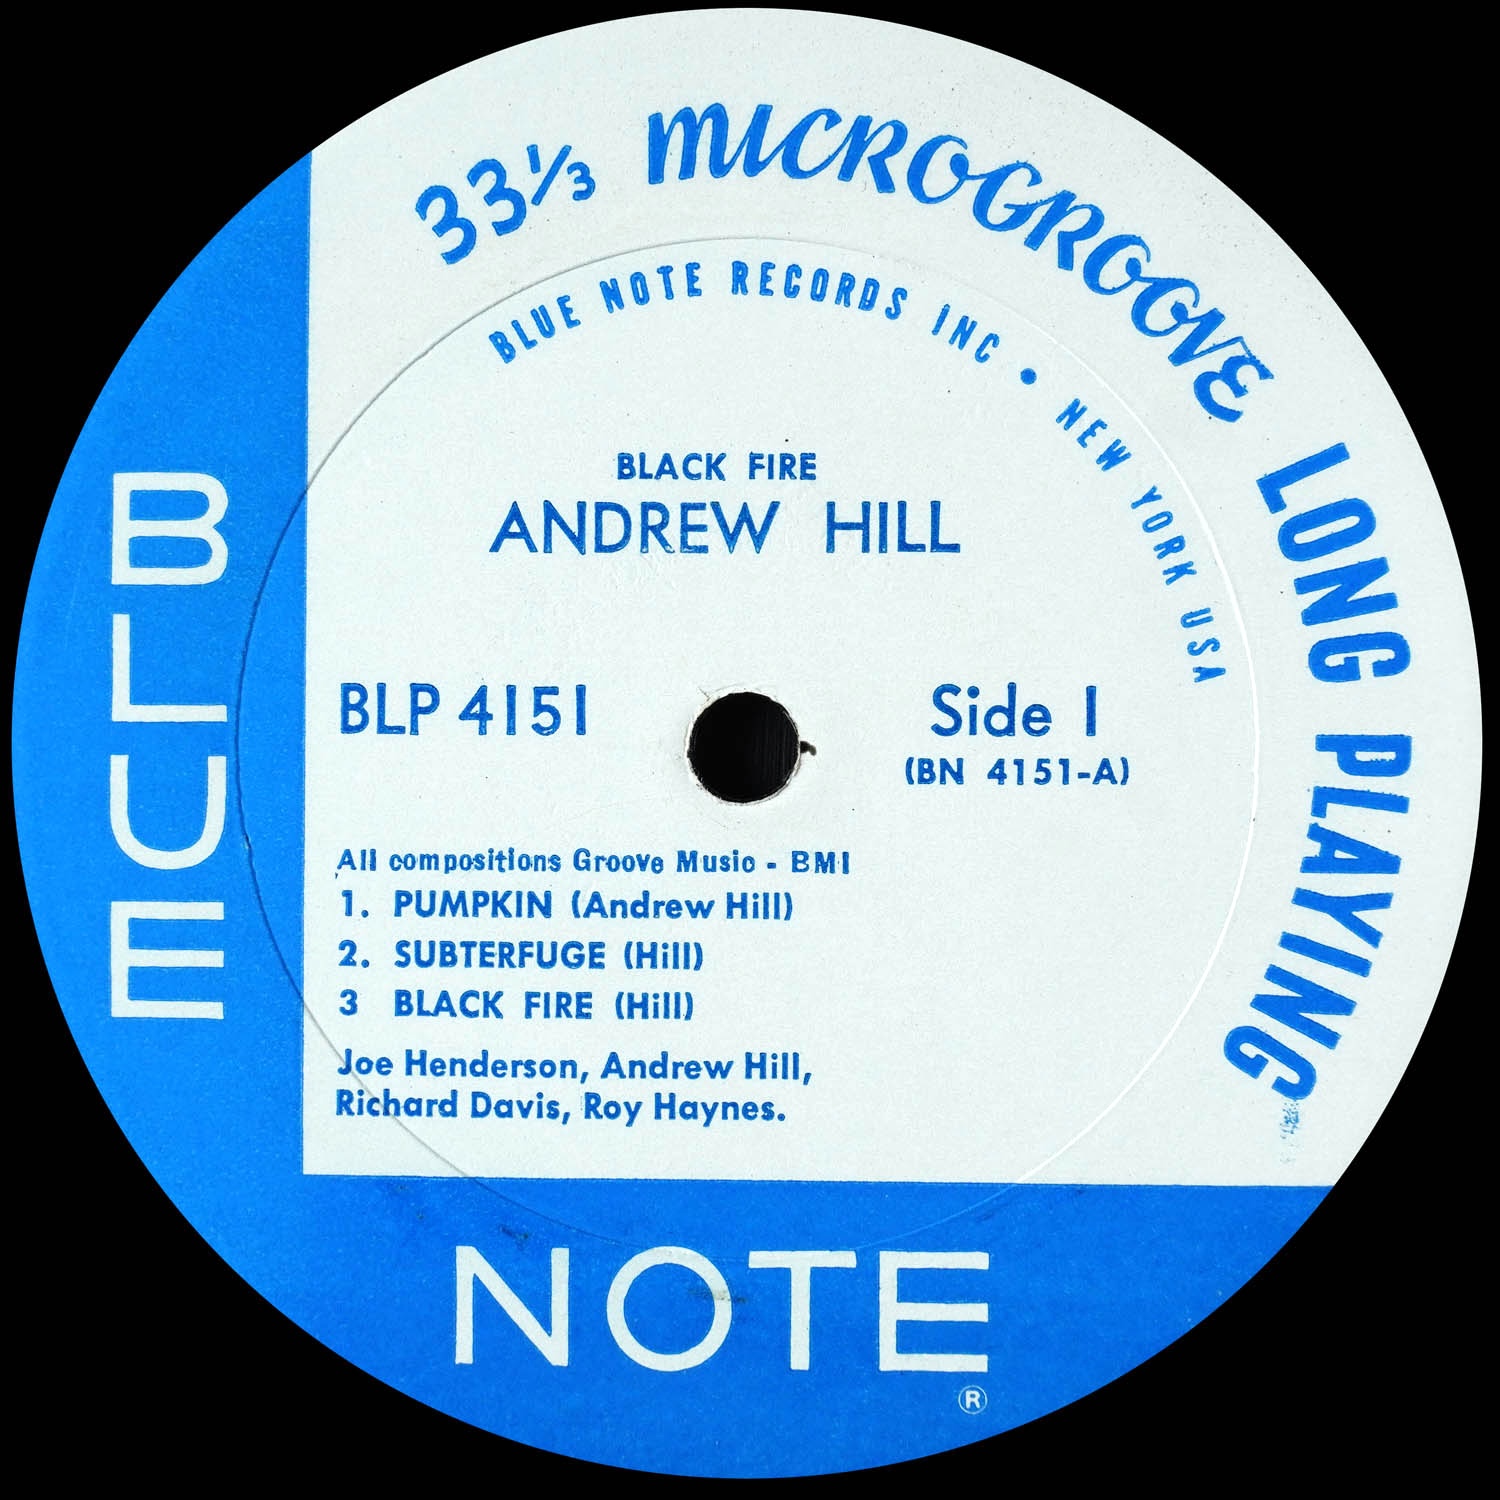 33⅓ MICROGROOVE LONG PLAYING
BLUE NOTE RECORDS INC • NEW YORK USA
BLACK FIRE
ANDREW HILL
BLP 4151
Side 1
(BN 4151-A)
All compositions Groove Music - BMI
1. PUMPKIN (Andrew Hill)
2. SUBTERFUGE (Hill)
3 BLACK FIRE (Hill)
Joe Henderson, Andrew Hill,
Richard Davis, Roy Haynes.
BLUE
NOTE
®